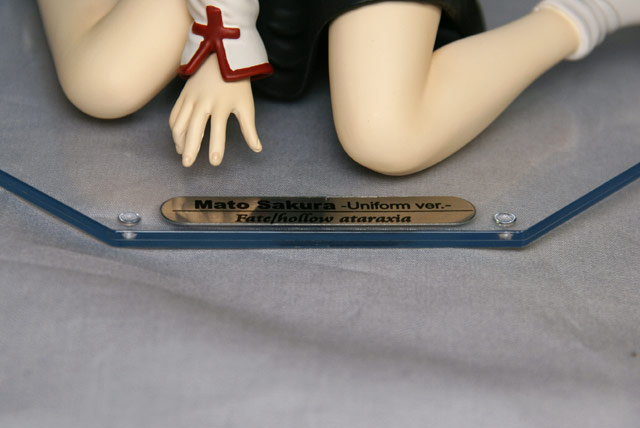 Mato Sakura -Uniform ver.-
Fate/hollow ataraxia